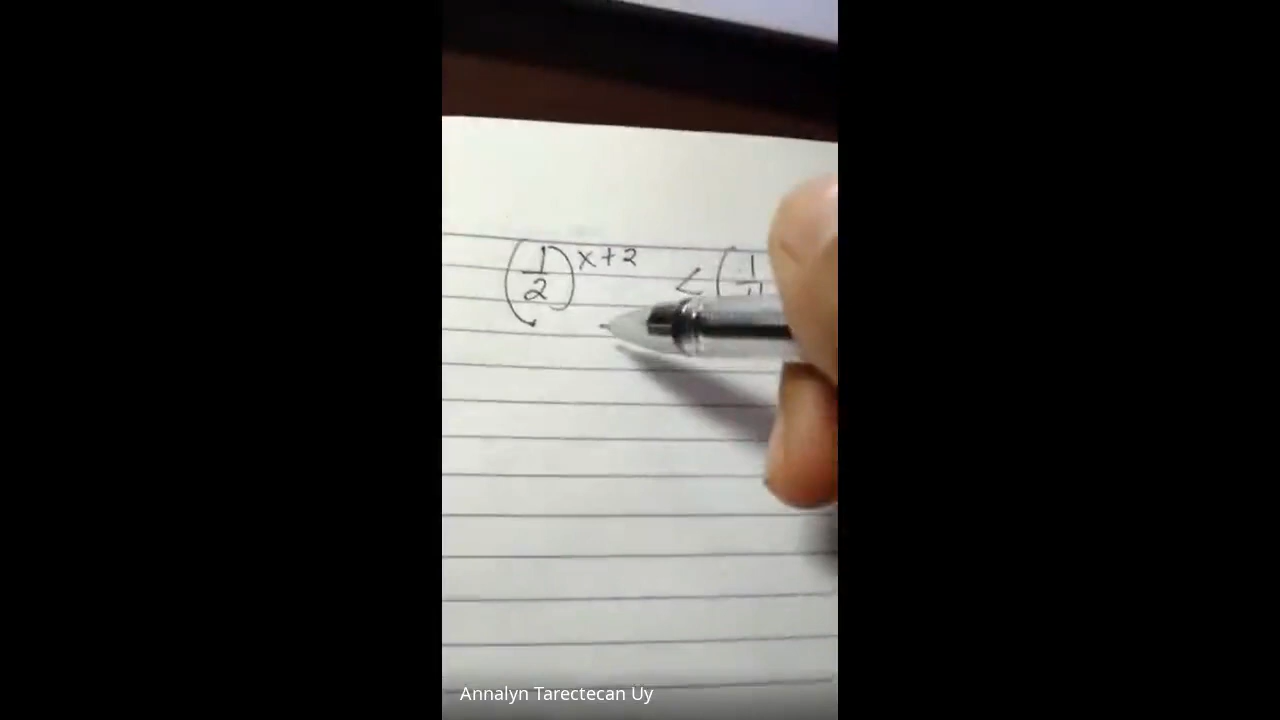 (1/2)^x+2 < (1/
Annalyn Tarectecan Uy